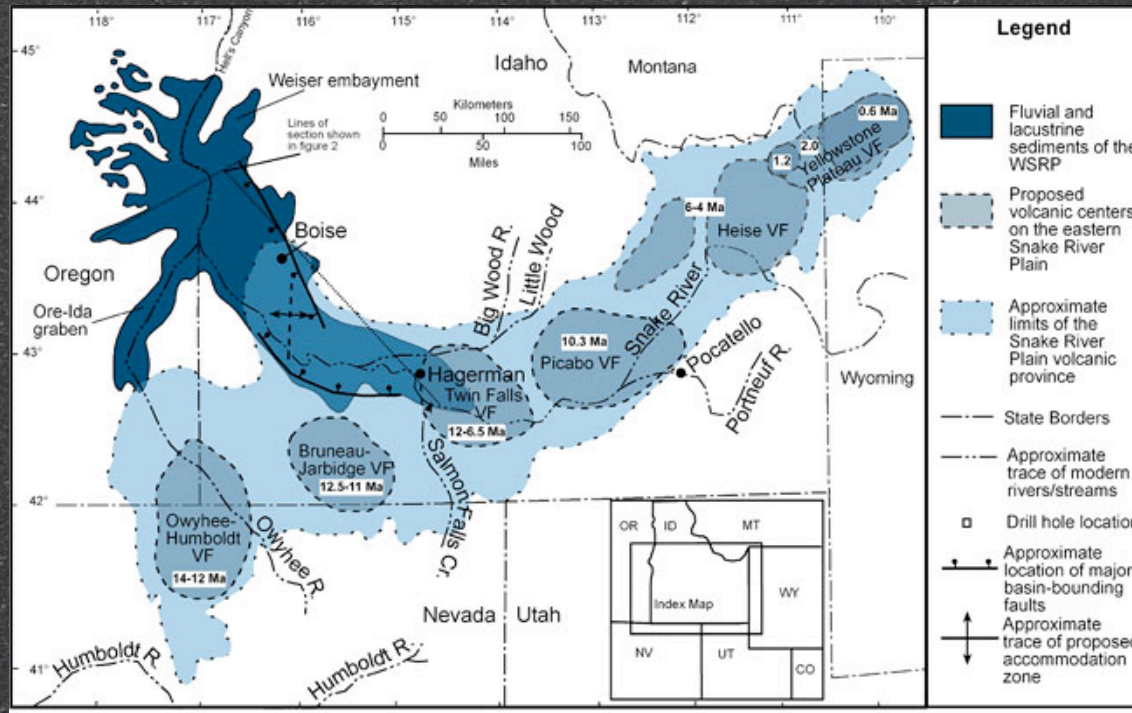 118°
117°
116°
115°
114°
113°
112°
111°
110°
45°
44°
43°
42°
41°
Hell's Canyon
Weiser embayment
Lines of
section shown
in figure 2
Idaho
Montana
Kilometers
0 50 100 150
0 50 100
Miles
Boise
Oregon
Ore-Ida
graben
Big Wood R.
Little Wood
Hagerman
Twin Falls
VF
12-6.5 Ma
Bruneau-
Jarbidge VF
12.5-11 Ma
Owyhee-
Humboldt
VF
14-12 Ma
Owyhee R.
Salmon Falls Cr.
10.3 Ma
Picabo VF
Snake River
Pocatello
Portneuf R.
6-4 Ma
Heise VF
1.2
2.0
0.6 Ma
Yellowstone
Plateau VF
Wyoming
Nevada
Utah
Humboldt R.
Humboldt R.
OR
ID
MT
WY
Index Map
NV
UT
CO
Legend
Fluvial and
lacustrine
sediments of the
WSRP
Proposed
volcanic centers
on the eastern
Snake River
Plain
Approximate
limits of the
Snake River
Plain volcanic
province
State Borders
Approximate
trace of modern
rivers/streams
Drill hole location
Approximate
location of major
basin-bounding
faults
Approximate
trace of proposed
accommodation
zone